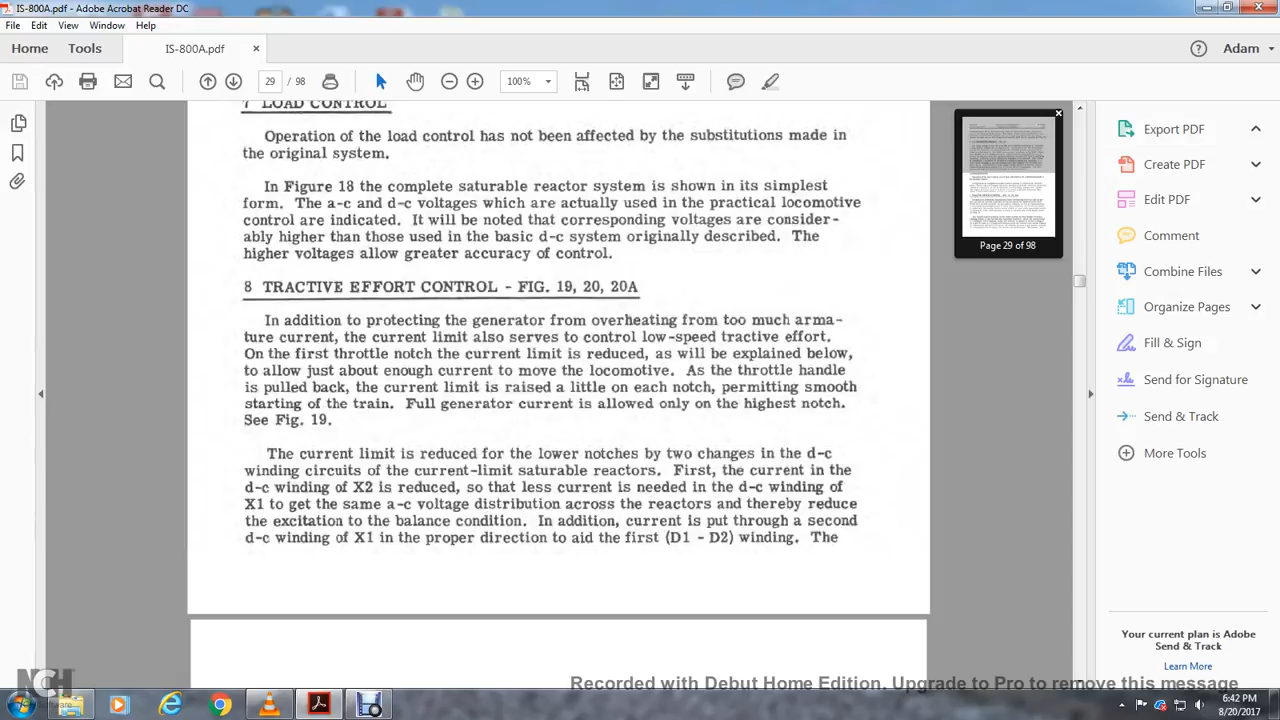 IS-800A.pdf - Adobe Acrobat Reader DC
File Edit View Window Help
Home Tools IS-800A.pdf × Adam
29 / 98 100%
7 LOAD CONTROL
Operation of the load control has not been affected by the substitutions made in
the original system.
In Figure 18 the complete saturable reactor system is shown in its simplest
form. The a-c and d-c voltages which are actually used in the practical locomotive
control are indicated. It will be noted that corresponding voltages are consider-
ably higher than those used in the basic d-c system originally described. The
higher voltages allow greater accuracy of control.
8 TRACTIVE EFFORT CONTROL - FIG. 19, 20, 20A
In addition to protecting the generator from overheating from too much arma-
ture current, the current limit also serves to control low-speed tractive effort.
On the first throttle notch the current limit is reduced, as will be explained below,
to allow just about enough current to move the locomotive. As the throttle handle
is pulled back, the current limit is raised a little on each notch, permitting smooth
starting of the train. Full generator current is allowed only on the highest notch.
See Fig. 19.
The current limit is reduced for the lower notches by two changes in the d-c
winding circuits of the current-limit saturable reactors. First, the current in the
d-c winding of X2 is reduced, so that less current is needed in the d-c winding of
X1 to get the same a-c voltage distribution across the reactors and thereby reduce
the excitation to the balance condition. In addition, current is put through a second
d-c winding of X1 in the proper direction to aid the first (D1 - D2) winding. The
Page 29 of 98
Export PDF
Create PDF
Edit PDF
Comment
Combine Files
Organize Pages
Fill & Sign
Send for Signature
Send & Track
More Tools
Your current plan is Adobe
Send & Track
Learn More
NCH
Software
Recorded with Debut Home Edition. Upgrade to Pro to remove this message
6:42 PM
8/20/2017